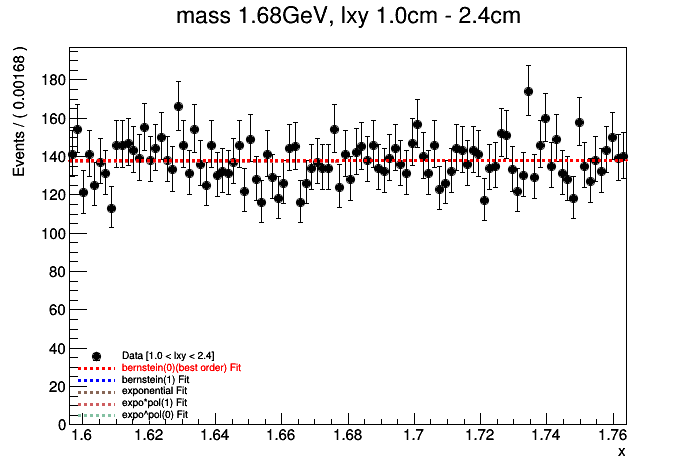 mass 1.68GeV, lxy 1.0cm - 2.4cm
Events / ( 0.00168 )
180
160
140
120
100
80
60
40
20
0
Data [1.0 < lxy < 2.4]
bernstein(0)(best order) Fit
bernstein(1) Fit
exponential Fit
expo*pol(1) Fit
expo^pol(0) Fit
1.6 1.62 1.64 1.66 1.68 1.7 1.72 1.74 1.76
x